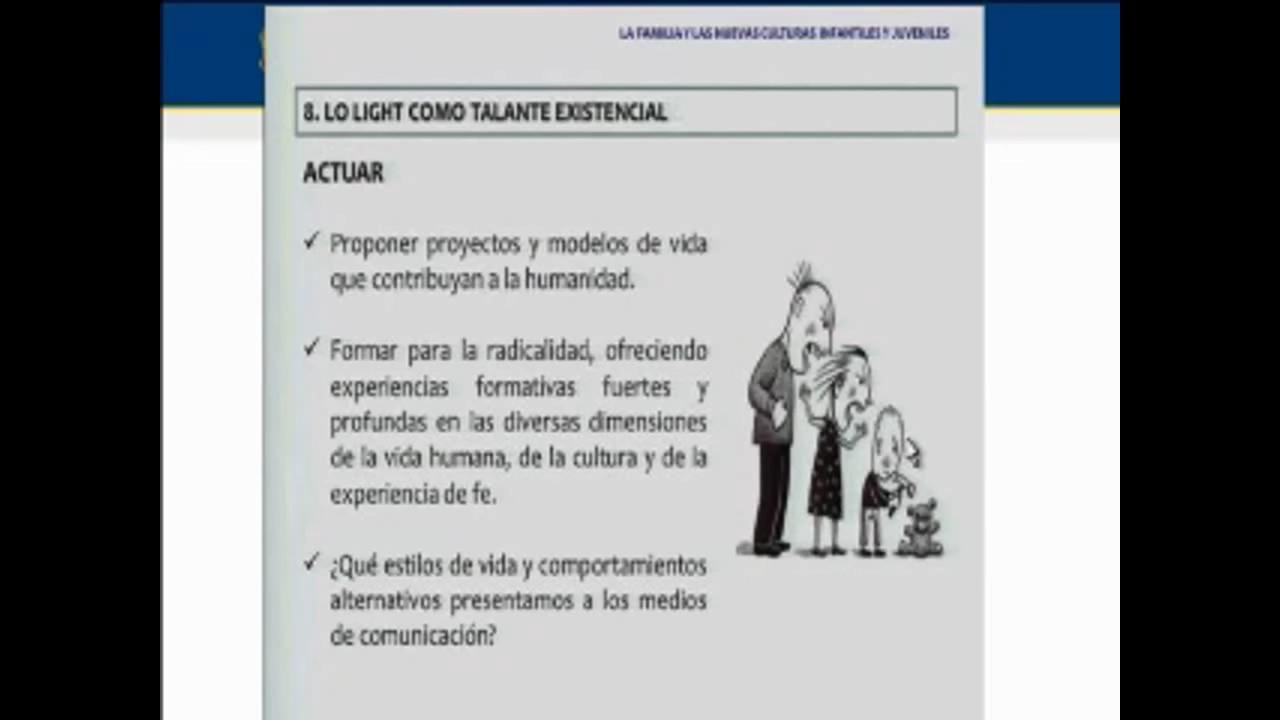 LA FAMILIA Y LAS NUEVAS CULTURAS INFANTILES Y JUVENILES
8. LO LIGHT COMO TALANTE EXISTENCIAL
ACTUAR
✓ Proponer proyectos y modelos de vida
que contribuyan a la humanidad.
✓ Formar para la radicalidad, ofreciendo
experiencias formativas fuertes y
profundas en las diversas dimensiones
de la vida humana, de la cultura y de la
experiencia de fe.
✓ ¿Qué estilos de vida y comportamientos
alternativos presentamos a los medios
de comunicación?